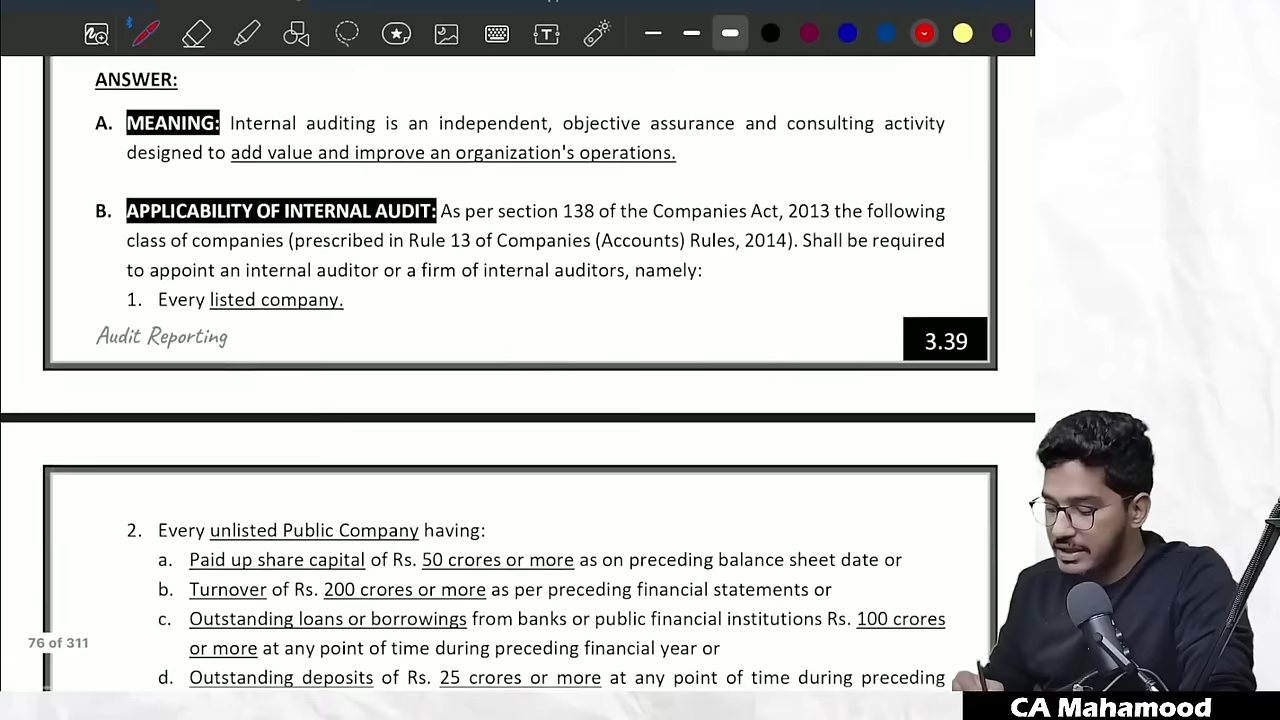 ANSWER:
A. MEANING: Internal auditing is an independent, objective assurance and consulting activity
designed to add value and improve an organization's operations.
B. APPLICABILITY OF INTERNAL AUDIT: As per section 138 of the Companies Act, 2013 the following
class of companies (prescribed in Rule 13 of Companies (Accounts) Rules, 2014). Shall be required
to appoint an internal auditor or a firm of internal auditors, namely:
1. Every listed company.
Audit Reporting
3.39
2. Every unlisted Public Company having:
a. Paid up share capital of Rs. 50 crores or more as on preceding balance sheet date or
b. Turnover of Rs. 200 crores or more as per preceding financial statements or
c. Outstanding loans or borrowings from banks or public financial institutions Rs. 100 crores
76 of 311
or more at any point of time during preceding financial year or
d. Outstanding deposits of Rs. 25 crores or more at any point of time during preceding
CA Mahamood